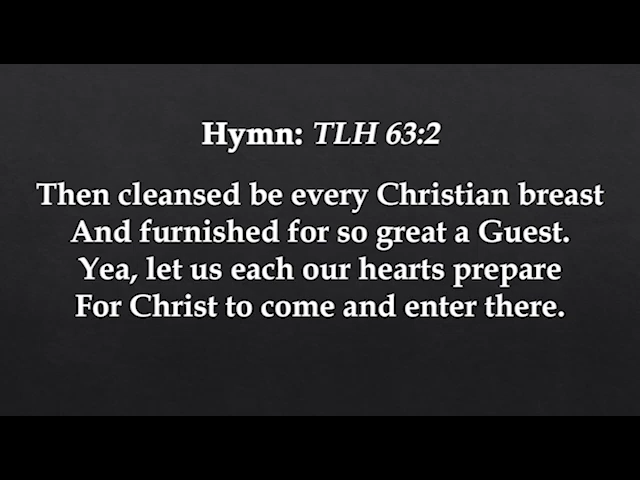 Hymn: TLH 63:2
Then cleansed be every Christian breast
And furnished for so great a Guest.
Yea, let us each our hearts prepare
For Christ to come and enter there.